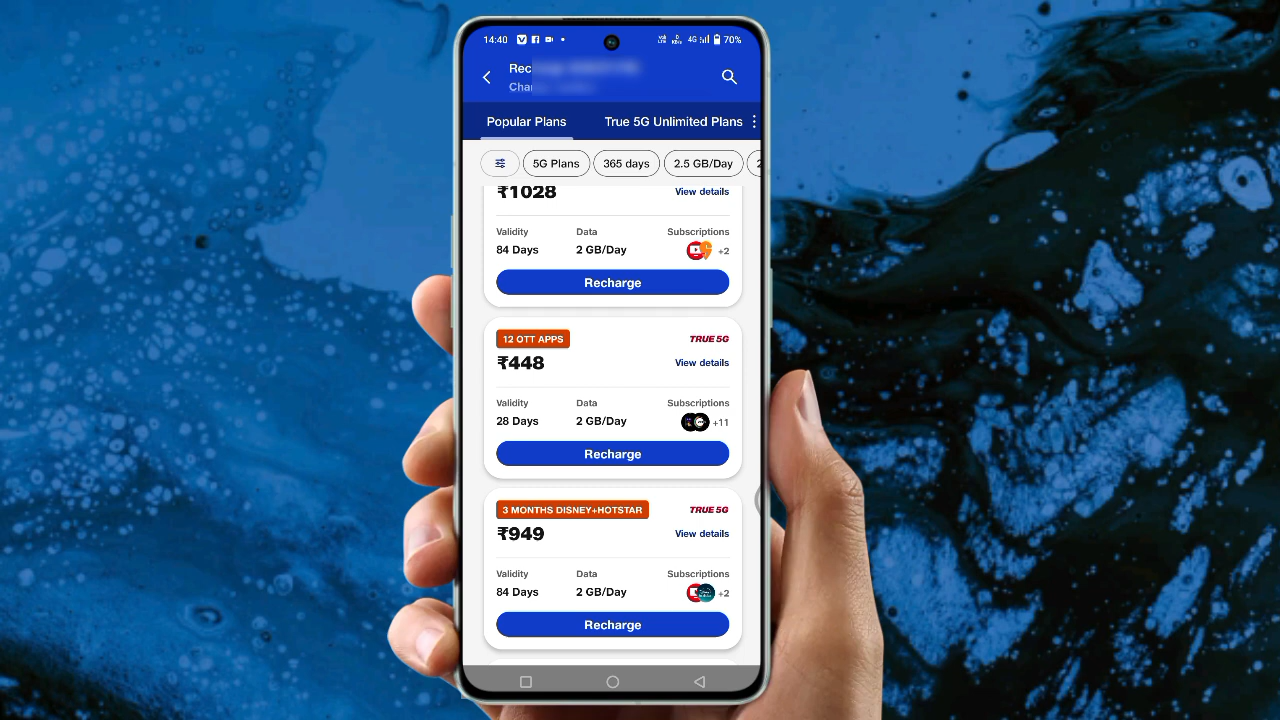 14:40 4G 70%
Rec
Cha
Popular Plans True 5G Unlimited Plans
5G Plans 365 days 2.5 GB/Day 2
₹1028 View details
Validity Data Subscriptions
84 Days 2 GB/Day +2
Recharge
12 OTT APPS TRUE 5G
₹448 View details
Validity Data Subscriptions
28 Days 2 GB/Day +11
Recharge
3 MONTHS DISNEY+HOTSTAR TRUE 5G
₹949 View details
Validity Data Subscriptions
84 Days 2 GB/Day +2
Recharge